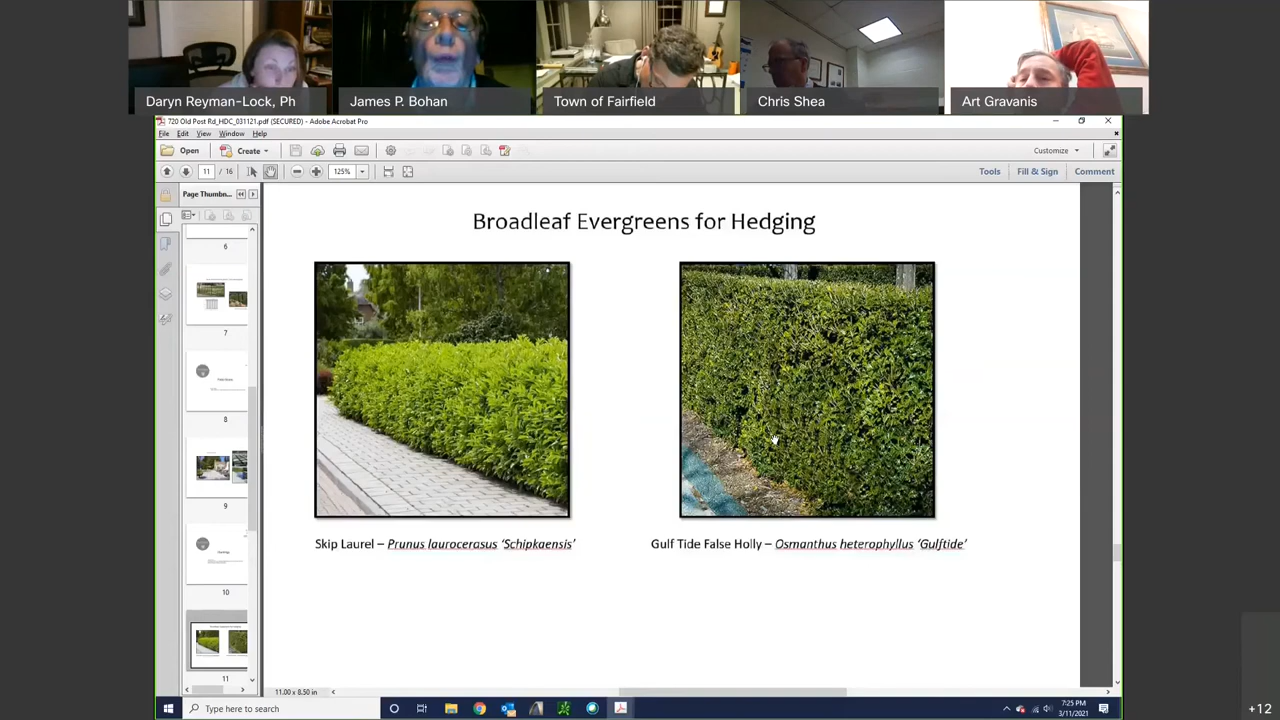 Daryn Reyman-Lock, Ph
James P. Bohan
Town of Fairfield
Chris Shea
Art Gravanis
720 Old Post Rd_HDC_031121.pdf (SECURED) - Adobe Acrobat Pro
File Edit View Window Help
Open Create Customize
11 / 16 125% Tools Fill & Sign Comment
Page Thumbn...
6
7
8
9
10
11
Broadleaf Evergreens for Hedging
Skip Laurel – Prunus laurocerasus ‘Schipkaensis’
Gulf Tide False Holly – Osmanthus heterophyllus ‘Gulftide’
11.00 x 8.50 in
Type here to search
7:25 PM
3/11/2021
+12